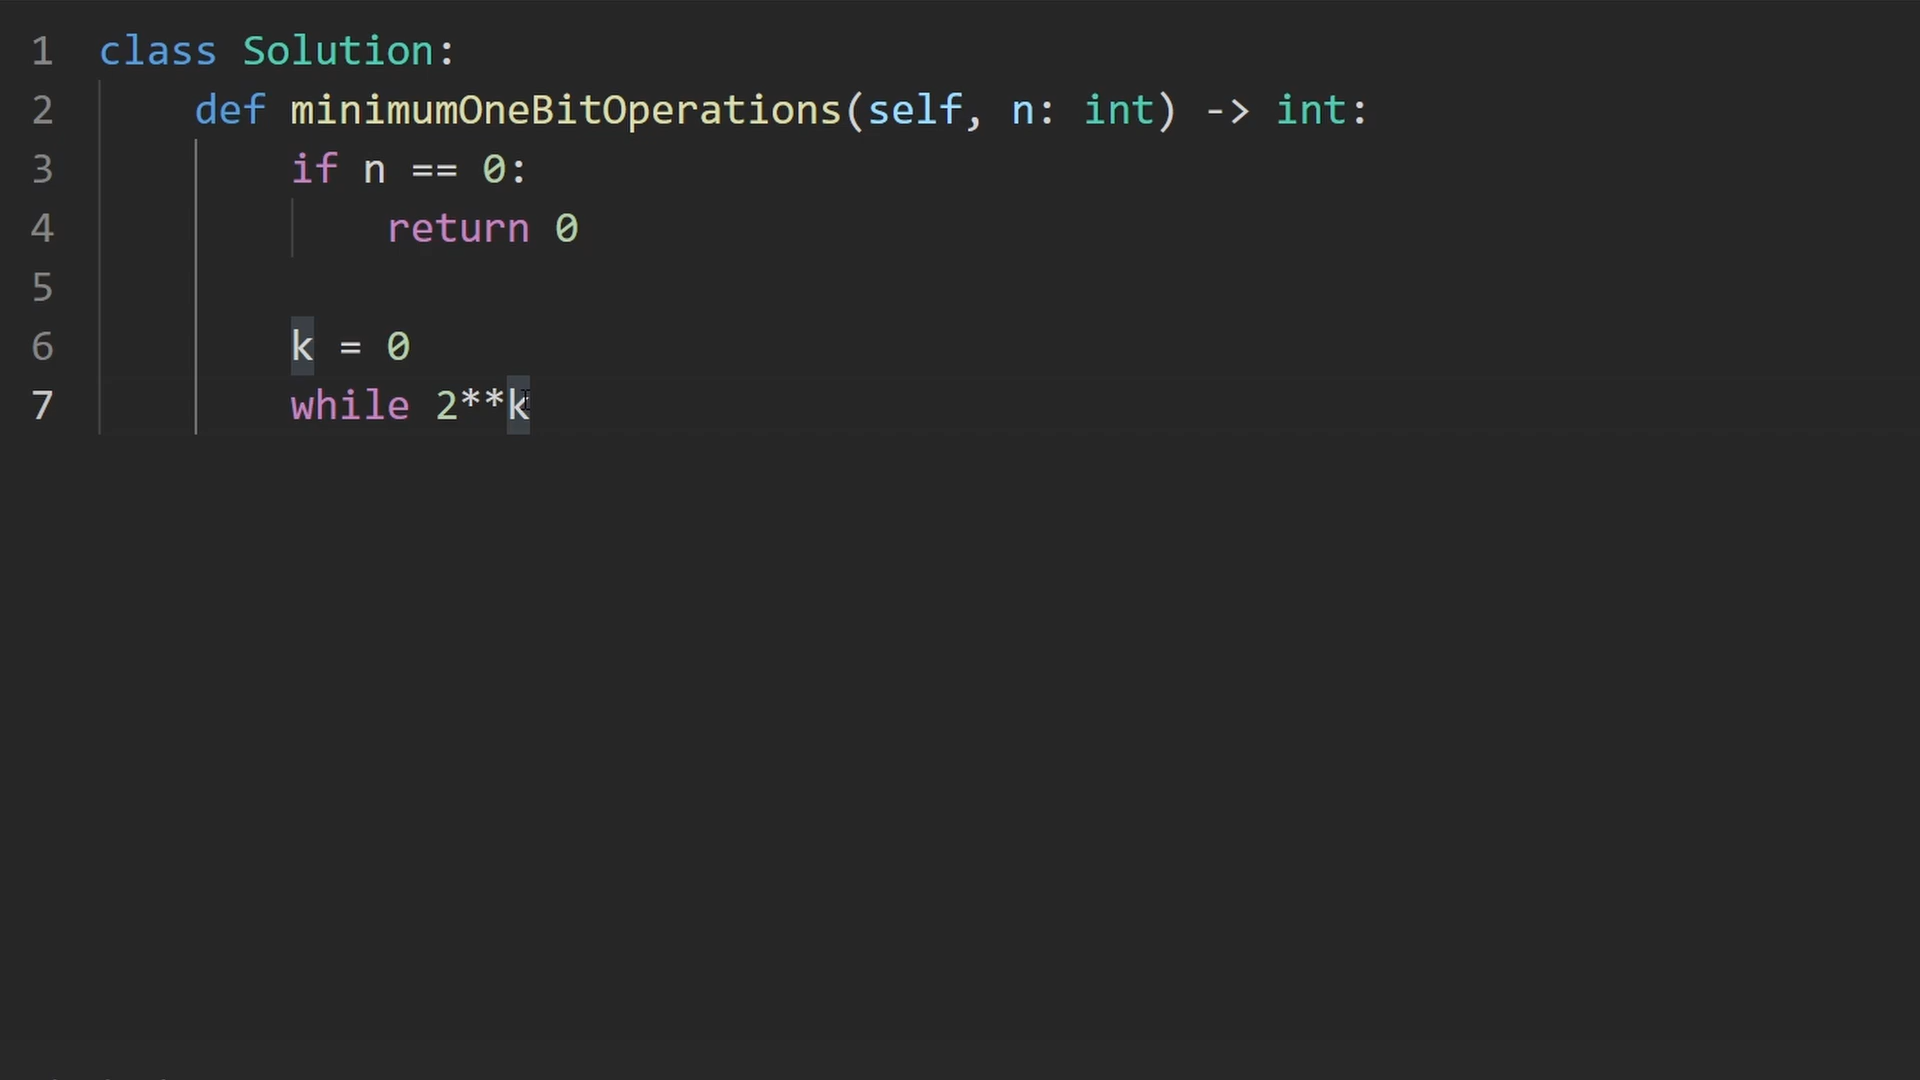 1 class Solution:
2 def minimumOneBitOperations(self, n: int) -> int:
3 if n == 0:
4 return 0
5
6 k = 0
7 while 2**k